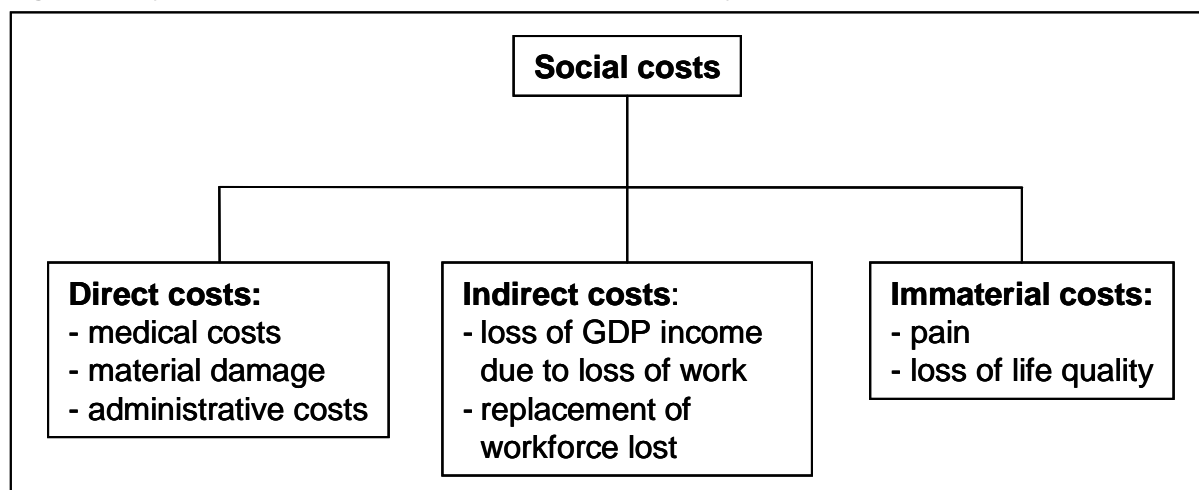 Social costs
Direct costs:
- medical costs
- material damage
- administrative costs
Indirect costs:
- loss of GDP income
due to loss of work
- replacement of
workforce lost
Immaterial costs:
- pain
- loss of life quality